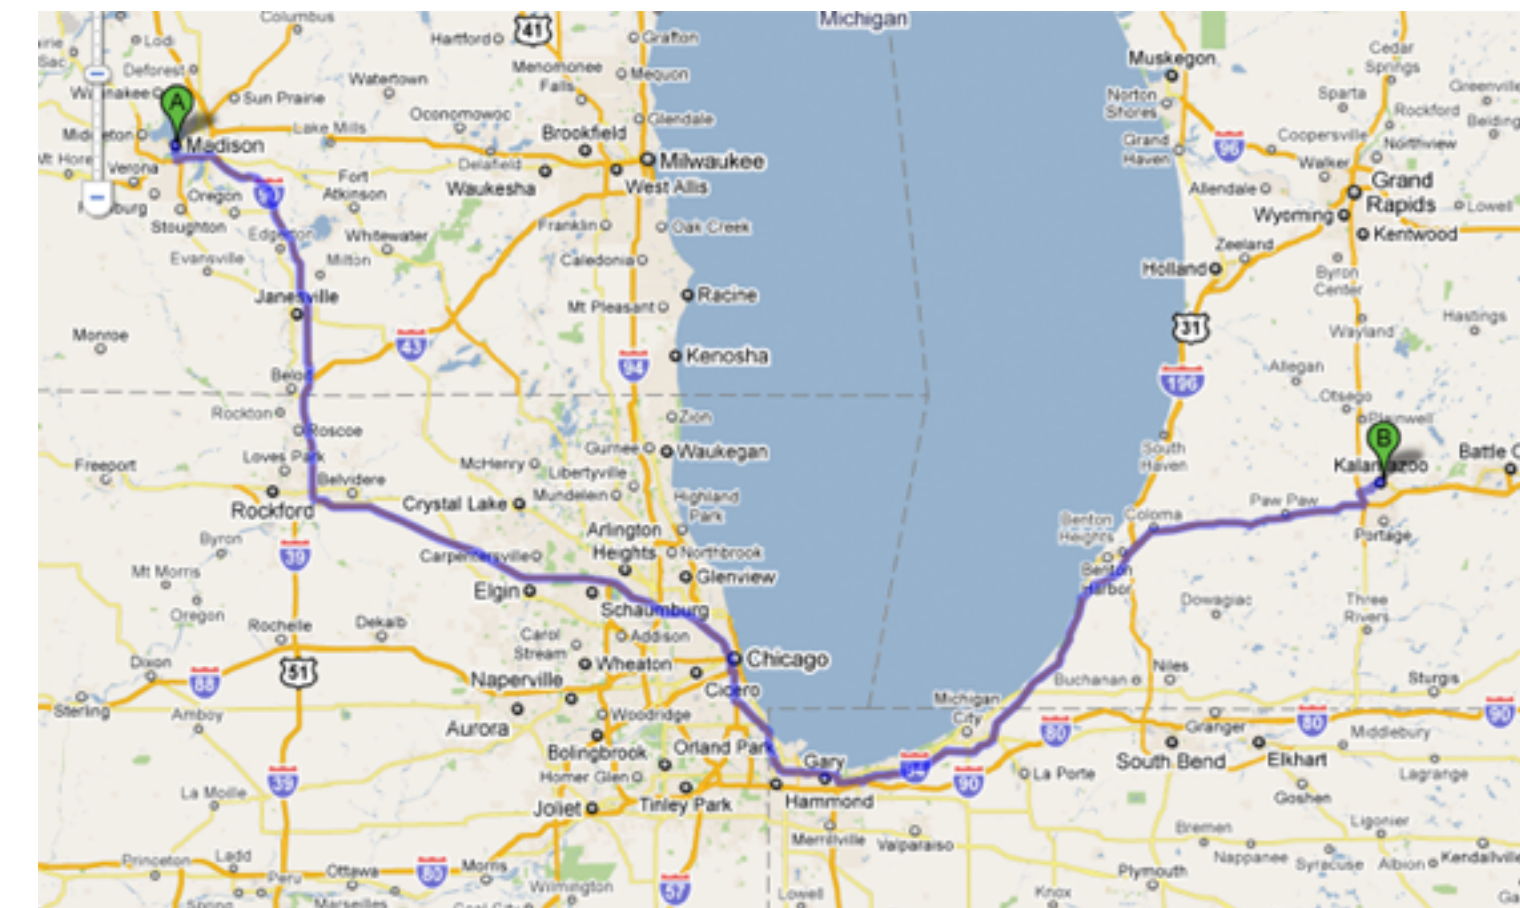 Columbus
41
Hartford
Grafton
Michigan
Lodi
Muskegon
Cedar
Springs
Deforest
Watertown
Menomonee
Falls
Mequon
A
Sun Prairie
Norton
Shores
Sparta
Rockford
Greenville
Oconomowoc
Glendale
Lake Mills
Brookfield
Grand
Haven
96
Coopersville
Northview
Madison
Delafield
Milwaukee
Walker
Verona
Waukesha
West Allis
Allendale
Grand
Rapids
Fort
Atkinson
Oregon
Wyoming
Lowell
Stoughton
Franklin
Oak Creek
Kentwood
Whitewater
Zeeland
Evansville
Milton
Caledonia
Holland
Byron
Center
Janesville
Racine
Mt Pleasant
31
Wayland
Hastings
Monroe
43
Kenosha
94
Allegan
196
Beloit
Otsego
Rockton
Zion
Plainwell
Roscoe
B
Loves Park
Gurnee
Waukegan
South
Haven
Kalamazoo
Battle C
Freeport
Belvidere
McHenry
Libertyville
Mundelein
Highland
Park
Rockford
Crystal Lake
Paw Paw
Coloma
Benton
Heights
Arlington
Heights
Byron
39
Carpentersville
Northbrook
Portage
Mt Morris
Elgin
Glenview
Benton
Harbor
Oregon
Schaumburg
Dowagiac
Three
Rivers
Rochelle
Dekalb
Carol
Stream
Addison
Chicago
Dixon
51
Wheaton
Cicero
Niles
Buchanan
88
Naperville
Michigan
City
Sturgis
Sterling
Amboy
Aurora
Woodridge
80
Granger
80
90
Bolingbrook
Orland Park
Gary
94
South Bend
Elkhart
Middlebury
39
Homer Glen
90
La Porte
Lagrange
La Moille
Joliet
Tinley Park
Hammond
Goshen
Merrillville
Valparaiso
Bremen
Ligonier
Princeton
Ladd
Ottawa
80
Morris
Nappanee
Syracuse
Albion
Kendallville
Peru
Wilmington
57
Plymouth
Marseilles
Lowell
Knox